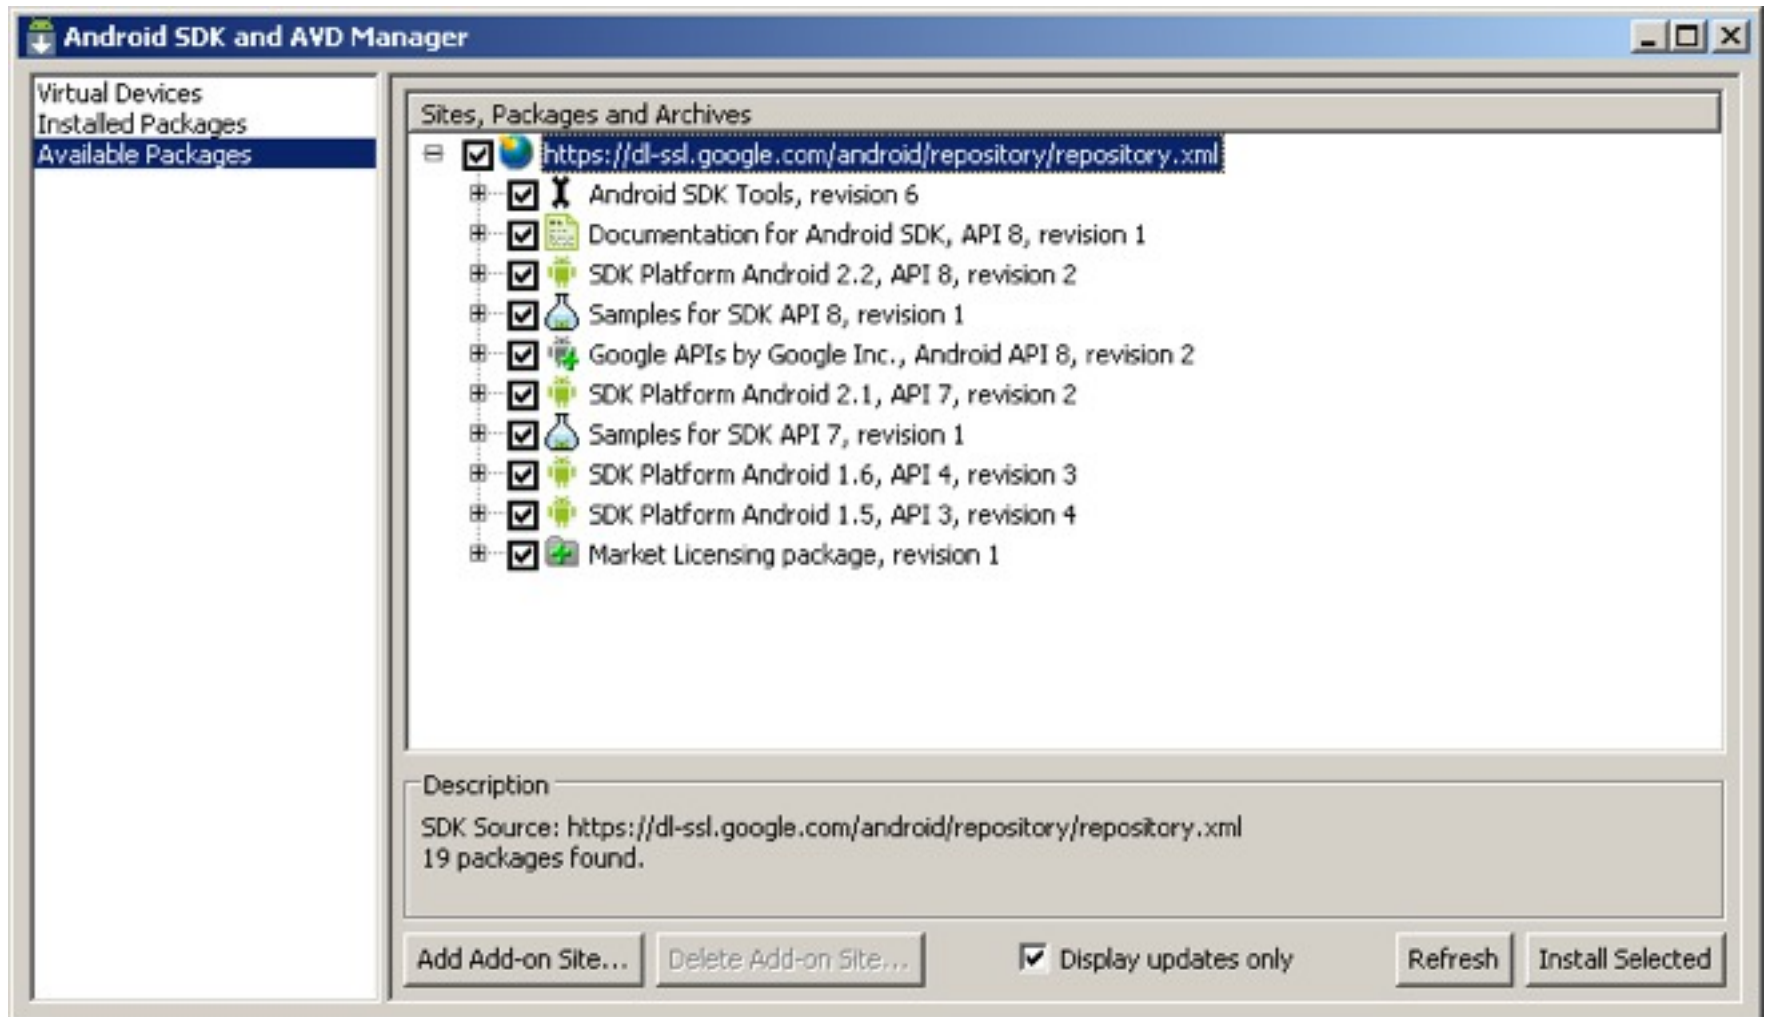 Android SDK and AVD Manager
Virtual Devices
Installed Packages
Available Packages
Sites, Packages and Archives
https://dl-ssl.google.com/android/repository/repository.xml
Android SDK Tools, revision 6
Documentation for Android SDK, API 8, revision 1
SDK Platform Android 2.2, API 8, revision 2
Samples for SDK API 8, revision 1
Google APIs by Google Inc., Android API 8, revision 2
SDK Platform Android 2.1, API 7, revision 2
Samples for SDK API 7, revision 1
SDK Platform Android 1.6, API 4, revision 3
SDK Platform Android 1.5, API 3, revision 4
Market Licensing package, revision 1
Description
SDK Source: https://dl-ssl.google.com/android/repository/repository.xml
19 packages found.
Add Add-on Site... Delete Add-on Site... Display updates only Refresh Install Selected